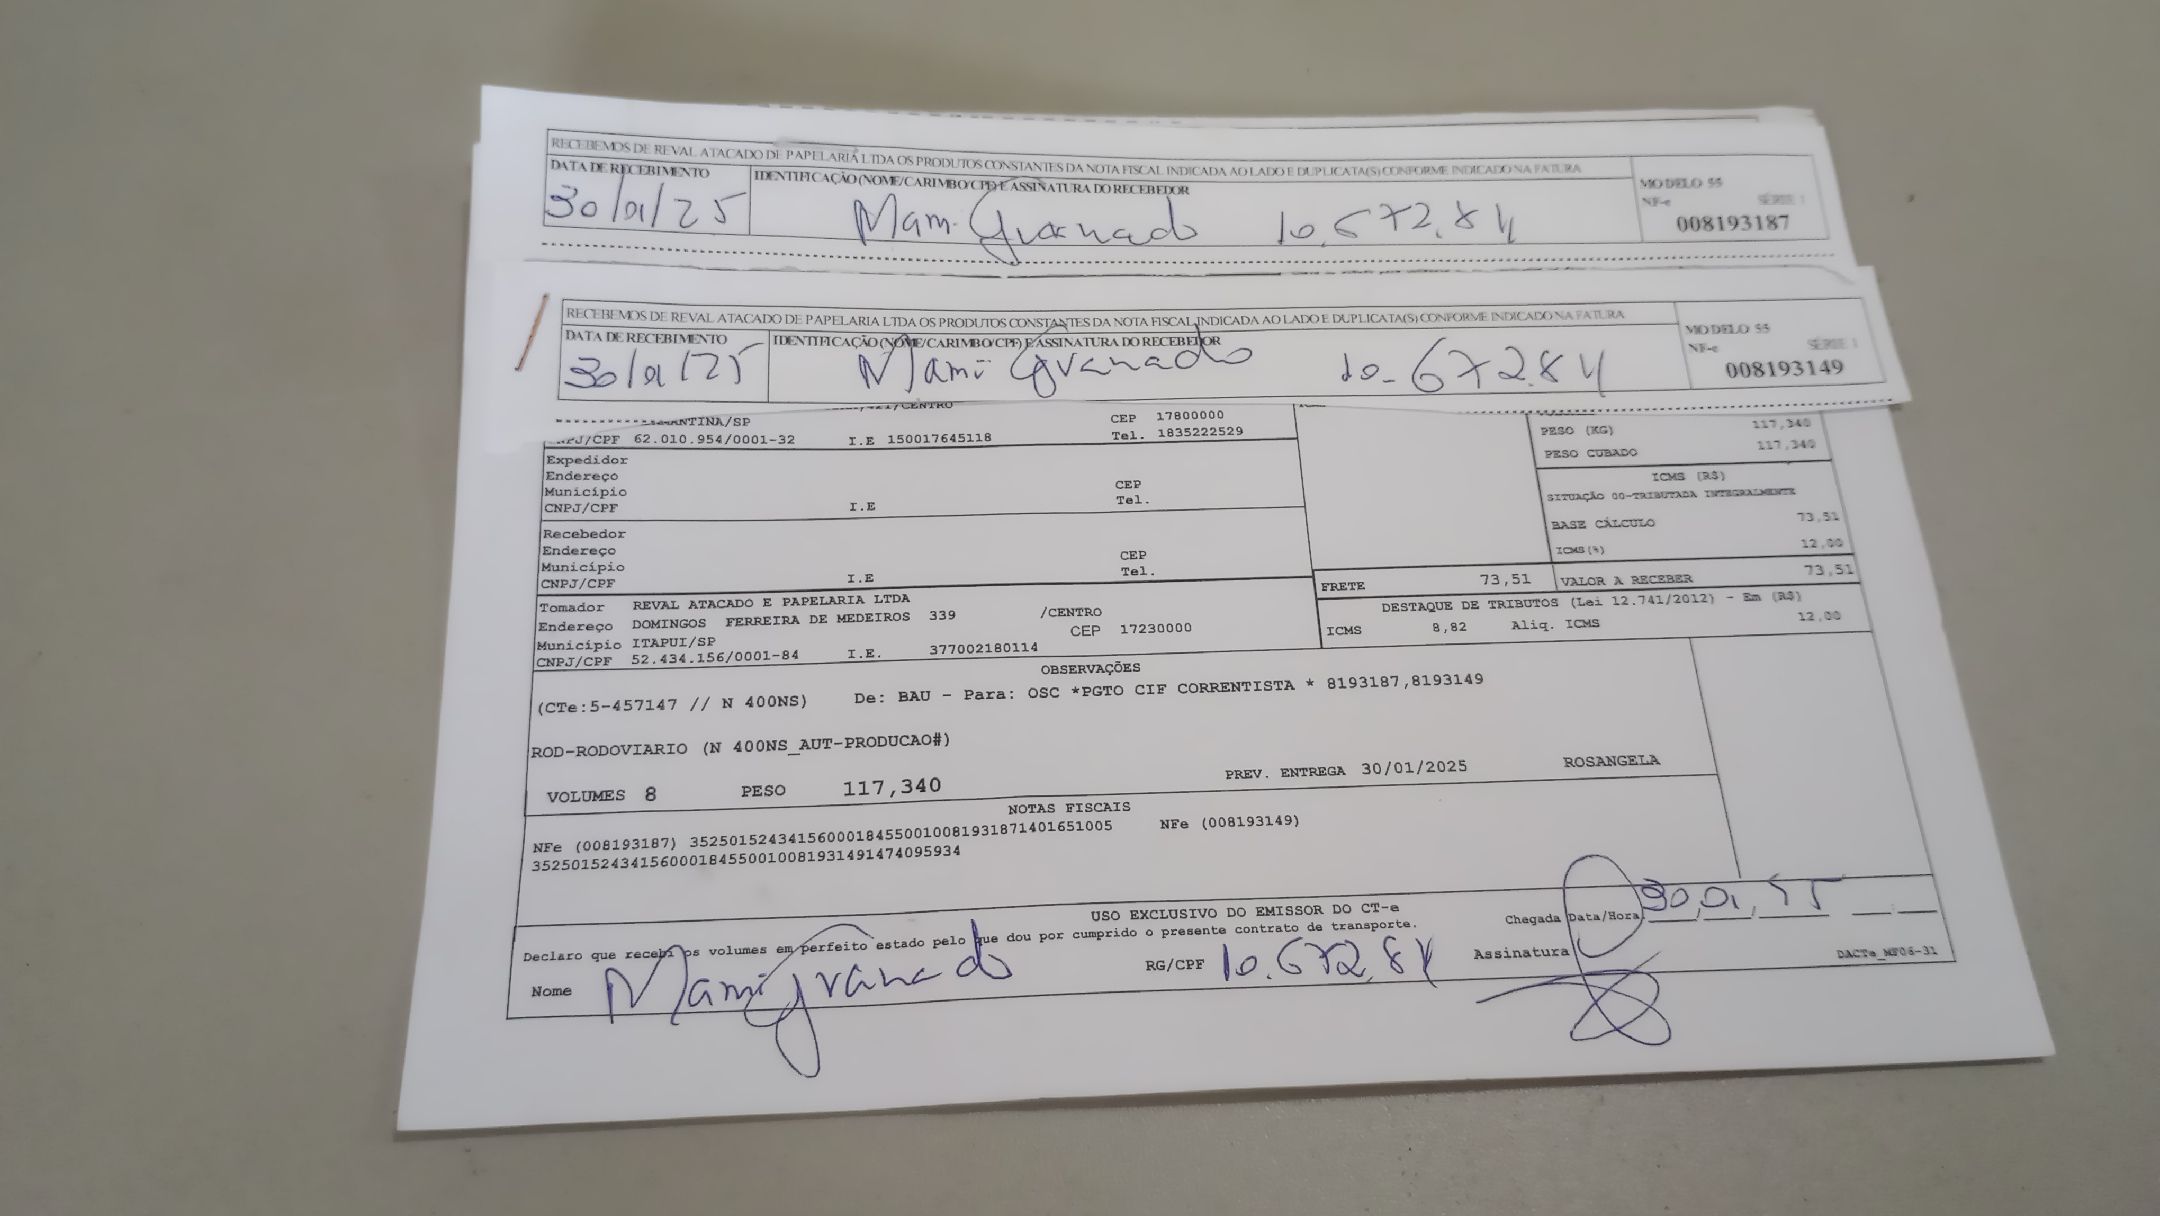 RECEBEMOS DE REVAL ATACADO DE PAPELARIA LTDA OS PRODUTOS CONSTANTES DA NOTA FISCAL INDICADA AO LADO E DUPLICATA(S) CONFORME INDICADO NA FATURA
DATA DE RECEBIMENTO IDENTIFICAÇÃO (NOME/CARIMBO/CPF) E ASSINATURA DO RECEBEDOR MODELO 55
NF-e SÉRIE 1
30/01/25 Granado 10.672.84 008193187
RECEBEMOS DE REVAL ATACADO DE PAPELARIA LTDA OS PRODUTOS CONSTANTES DA NOTA FISCAL INDICADA AO LADO E DUPLICATA(S) CONFORME INDICADO NA FATURA
DATA DE RECEBIMENTO IDENTIFICAÇÃO (NOME/CARIMBO/CPF) E ASSINATURA DO RECEBEDOR MODELO 55
NF-e SÉRIE 1
30/01/25 Granado 10.672.84 008193149
/CENTRO
ANTINA/SP CEP 17800000
CNPJ/CPF 62.010.954/0001-32 I.E 150017645118 Tel. 1835222529
PESO (KG) 117,340
PESO CUBADO 117,340
Expedidor
Endereço
Município CEP
CNPJ/CPF I.E Tel.
ICMS (R$)
SITUAÇÃO 00-TRIBUTADA INTEGRALMENTE
BASE CÁLCULO 73,51
ICMS(%) 12,00
Recebedor
Endereço
Município CEP
CNPJ/CPF I.E Tel.
FRETE 73,51 VALOR A RECEBER 73,51
Tomador REVAL ATACADO E PAPELARIA LTDA
Endereço DOMINGOS FERREIRA DE MEDEIROS 339 /CENTRO
Município ITAPUI/SP CEP 17230000
CNPJ/CPF 52.434.156/0001-84 I.E. 377002180114
DESTAQUE DE TRIBUTOS (Lei 12.741/2012) - Em (R$)
ICMS 8,82 Aliq. ICMS 12,00
OBSERVAÇÕES
(CTe:5-457147 // N 400NS) De: BAU - Para: OSC *PGTO CIF CORRENTISTA * 8193187,8193149
ROD-RODOVIARIO (N 400NS_AUT-PRODUCAO#)
VOLUMES 8 PESO 117,340 PREV. ENTREGA 30/01/2025 ROSANGELA
NOTAS FISCAIS
NFe (008193187) 35250152434156000184550010081931871401651005 NFe (008193149)
35250152434156000184550010081931491474095934
USO EXCLUSIVO DO EMISSOR DO CT-e
Declaro que recebi os volumes em perfeito estado pelo que dou por cumprido o presente contrato de transporte.
Chegada Data/Hora 30/01/25
Nome Granado RG/CPF 10.672.84 Assinatura
DACTe_MF06-31